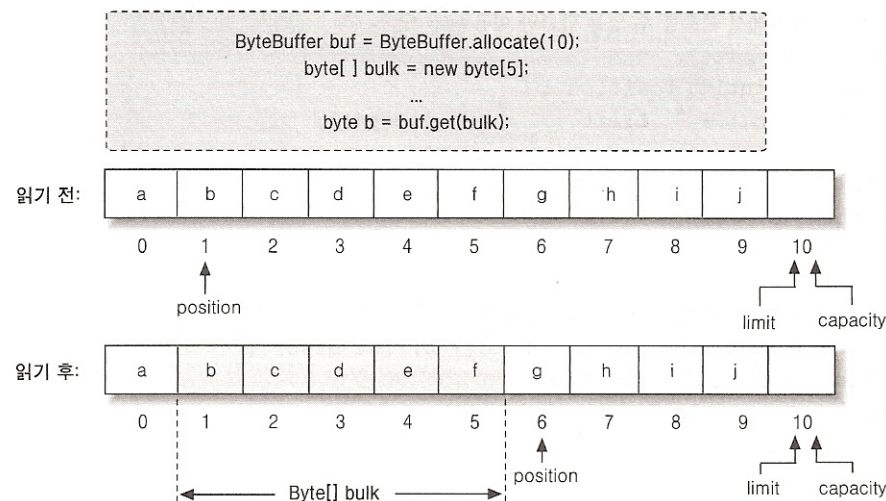 ByteBuffer buf = ByteBuffer.allocate(10);
byte[ ] bulk = new byte[5];
...
byte b = buf.get(bulk);
읽기 전: a b c d e f g h i j
0 1 2 3 4 5 6 7 8 9 10
position
limit capacity
읽기 후: a b c d e f g h i j
0 1 2 3 4 5 6 7 8 9 10
position
limit capacity
Byte[] bulk